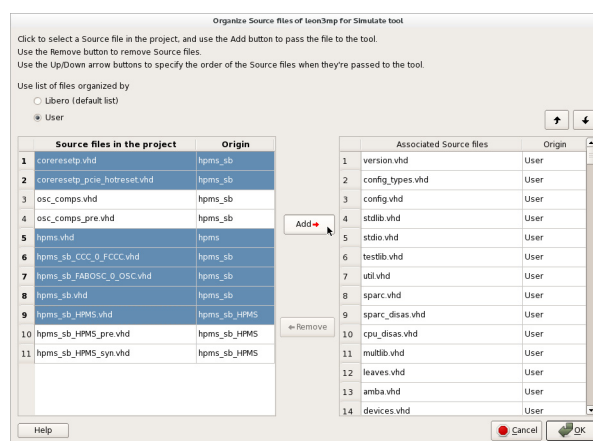 Organize Source files of leon3mp for Simulate tool
Click to select a Source file in the project, and use the Add button to pass the file to the tool.
Use the Remove button to remove Source files.
Use the Up/Down arrow buttons to specify the order of the Source files when they're passed to the tool.
Use list of files organized by
Libero (default list)
User
Source files in the project Origin
1 coreresetp.vhd hpms_sb
2 coreresetp_pcie_hotreset.vhd hpms_sb
3 osc_comps.vhd hpms_sb
4 osc_comps_pre.vhd hpms_sb
5 hpms.vhd hpms
6 hpms_sb_CCC_0_FCCC.vhd hpms_sb
7 hpms_sb_FABOSC_0_OSC.vhd hpms_sb
8 hpms_sb.vhd hpms_sb
9 hpms_sb_HPMS.vhd hpms_sb_HPMS
10 hpms_sb_HPMS_pre.vhd hpms_sb_HPMS
11 hpms_sb_HPMS_syn.vhd hpms_sb_HPMS
Add
Remove
Associated Source files Origin
1 version.vhd User
2 config_types.vhd User
3 config.vhd User
4 stdlib.vhd User
5 stdio.vhd User
6 testlib.vhd User
7 util.vhd User
8 sparc.vhd User
9 sparc_disas.vhd User
10 cpu_disas.vhd User
11 multlib.vhd User
12 leaves.vhd User
13 amba.vhd User
14 devices.vhd User
Help
Cancel
OK